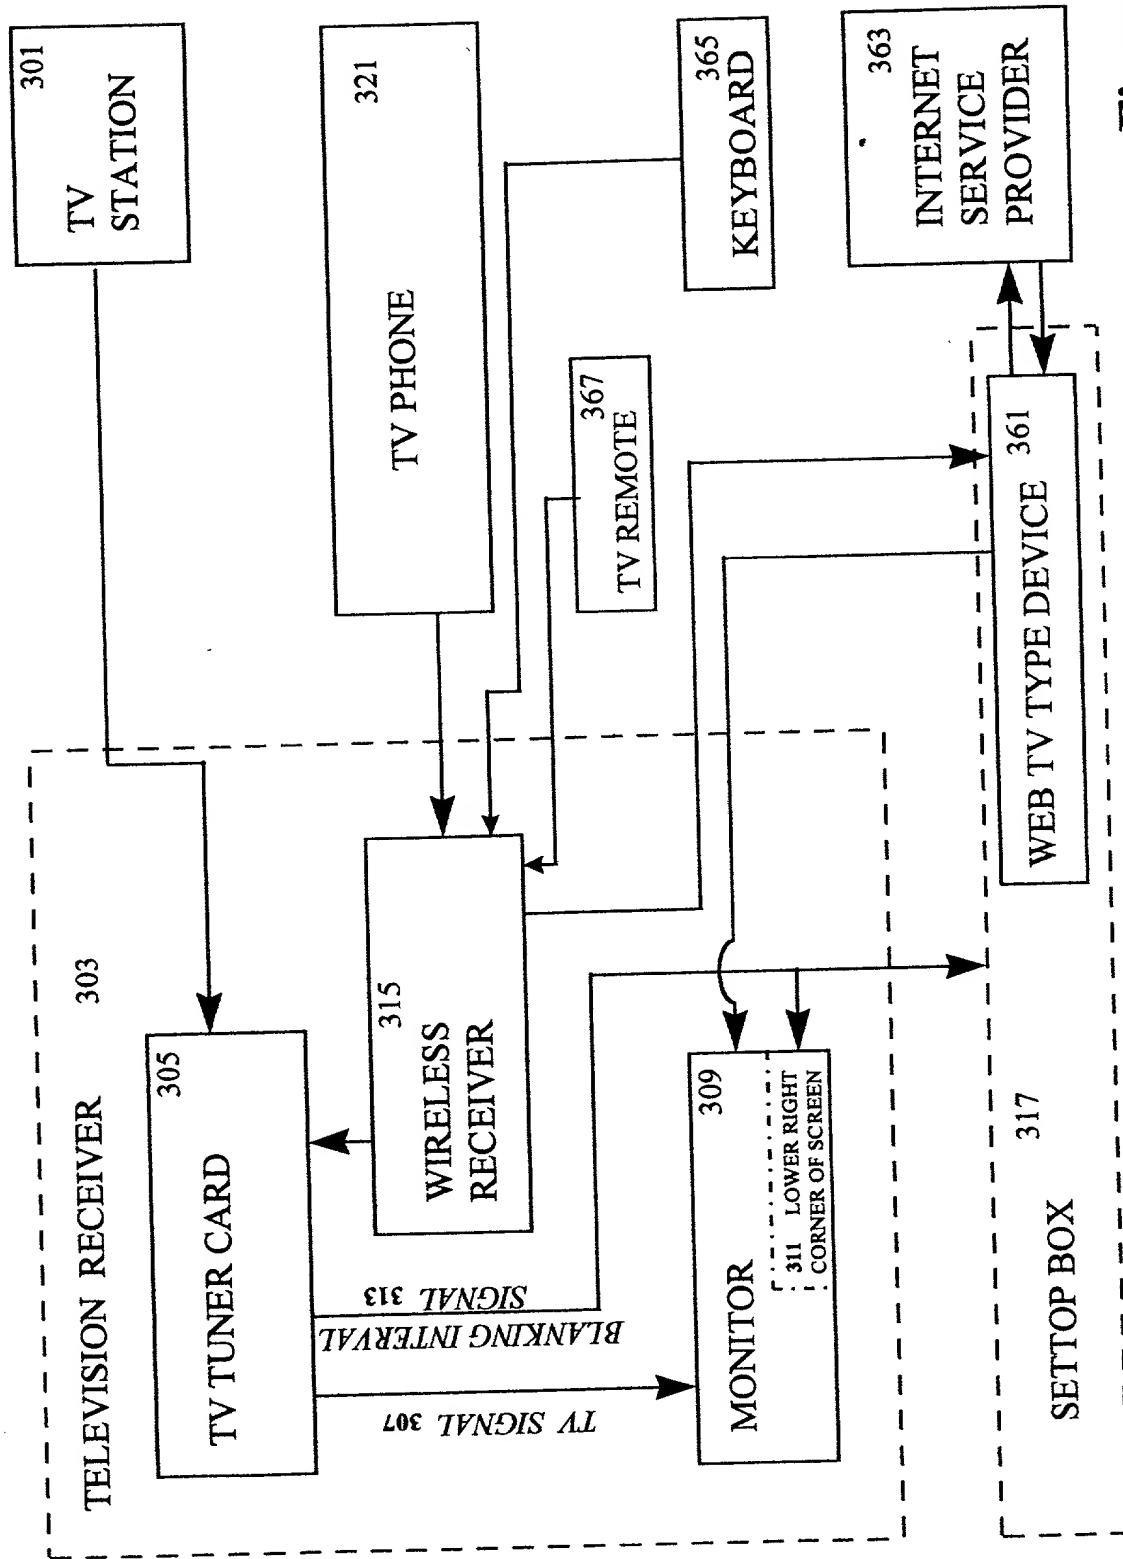 TELEVISION RECEIVER 303
305
TV TUNER CARD
TV SIGNAL 307
BLANKING INTERVAL
SIGNAL 313
315
WIRELESS
RECEIVER
309
MONITOR
311 LOWER RIGHT
CORNER OF SCREEN
301
TV
STATION
321
TV PHONE
365
KEYBOARD
367
TV REMOTE
363
INTERNET
SERVICE
PROVIDER
WEB TV TYPE DEVICE 361
317
SETTOP BOX